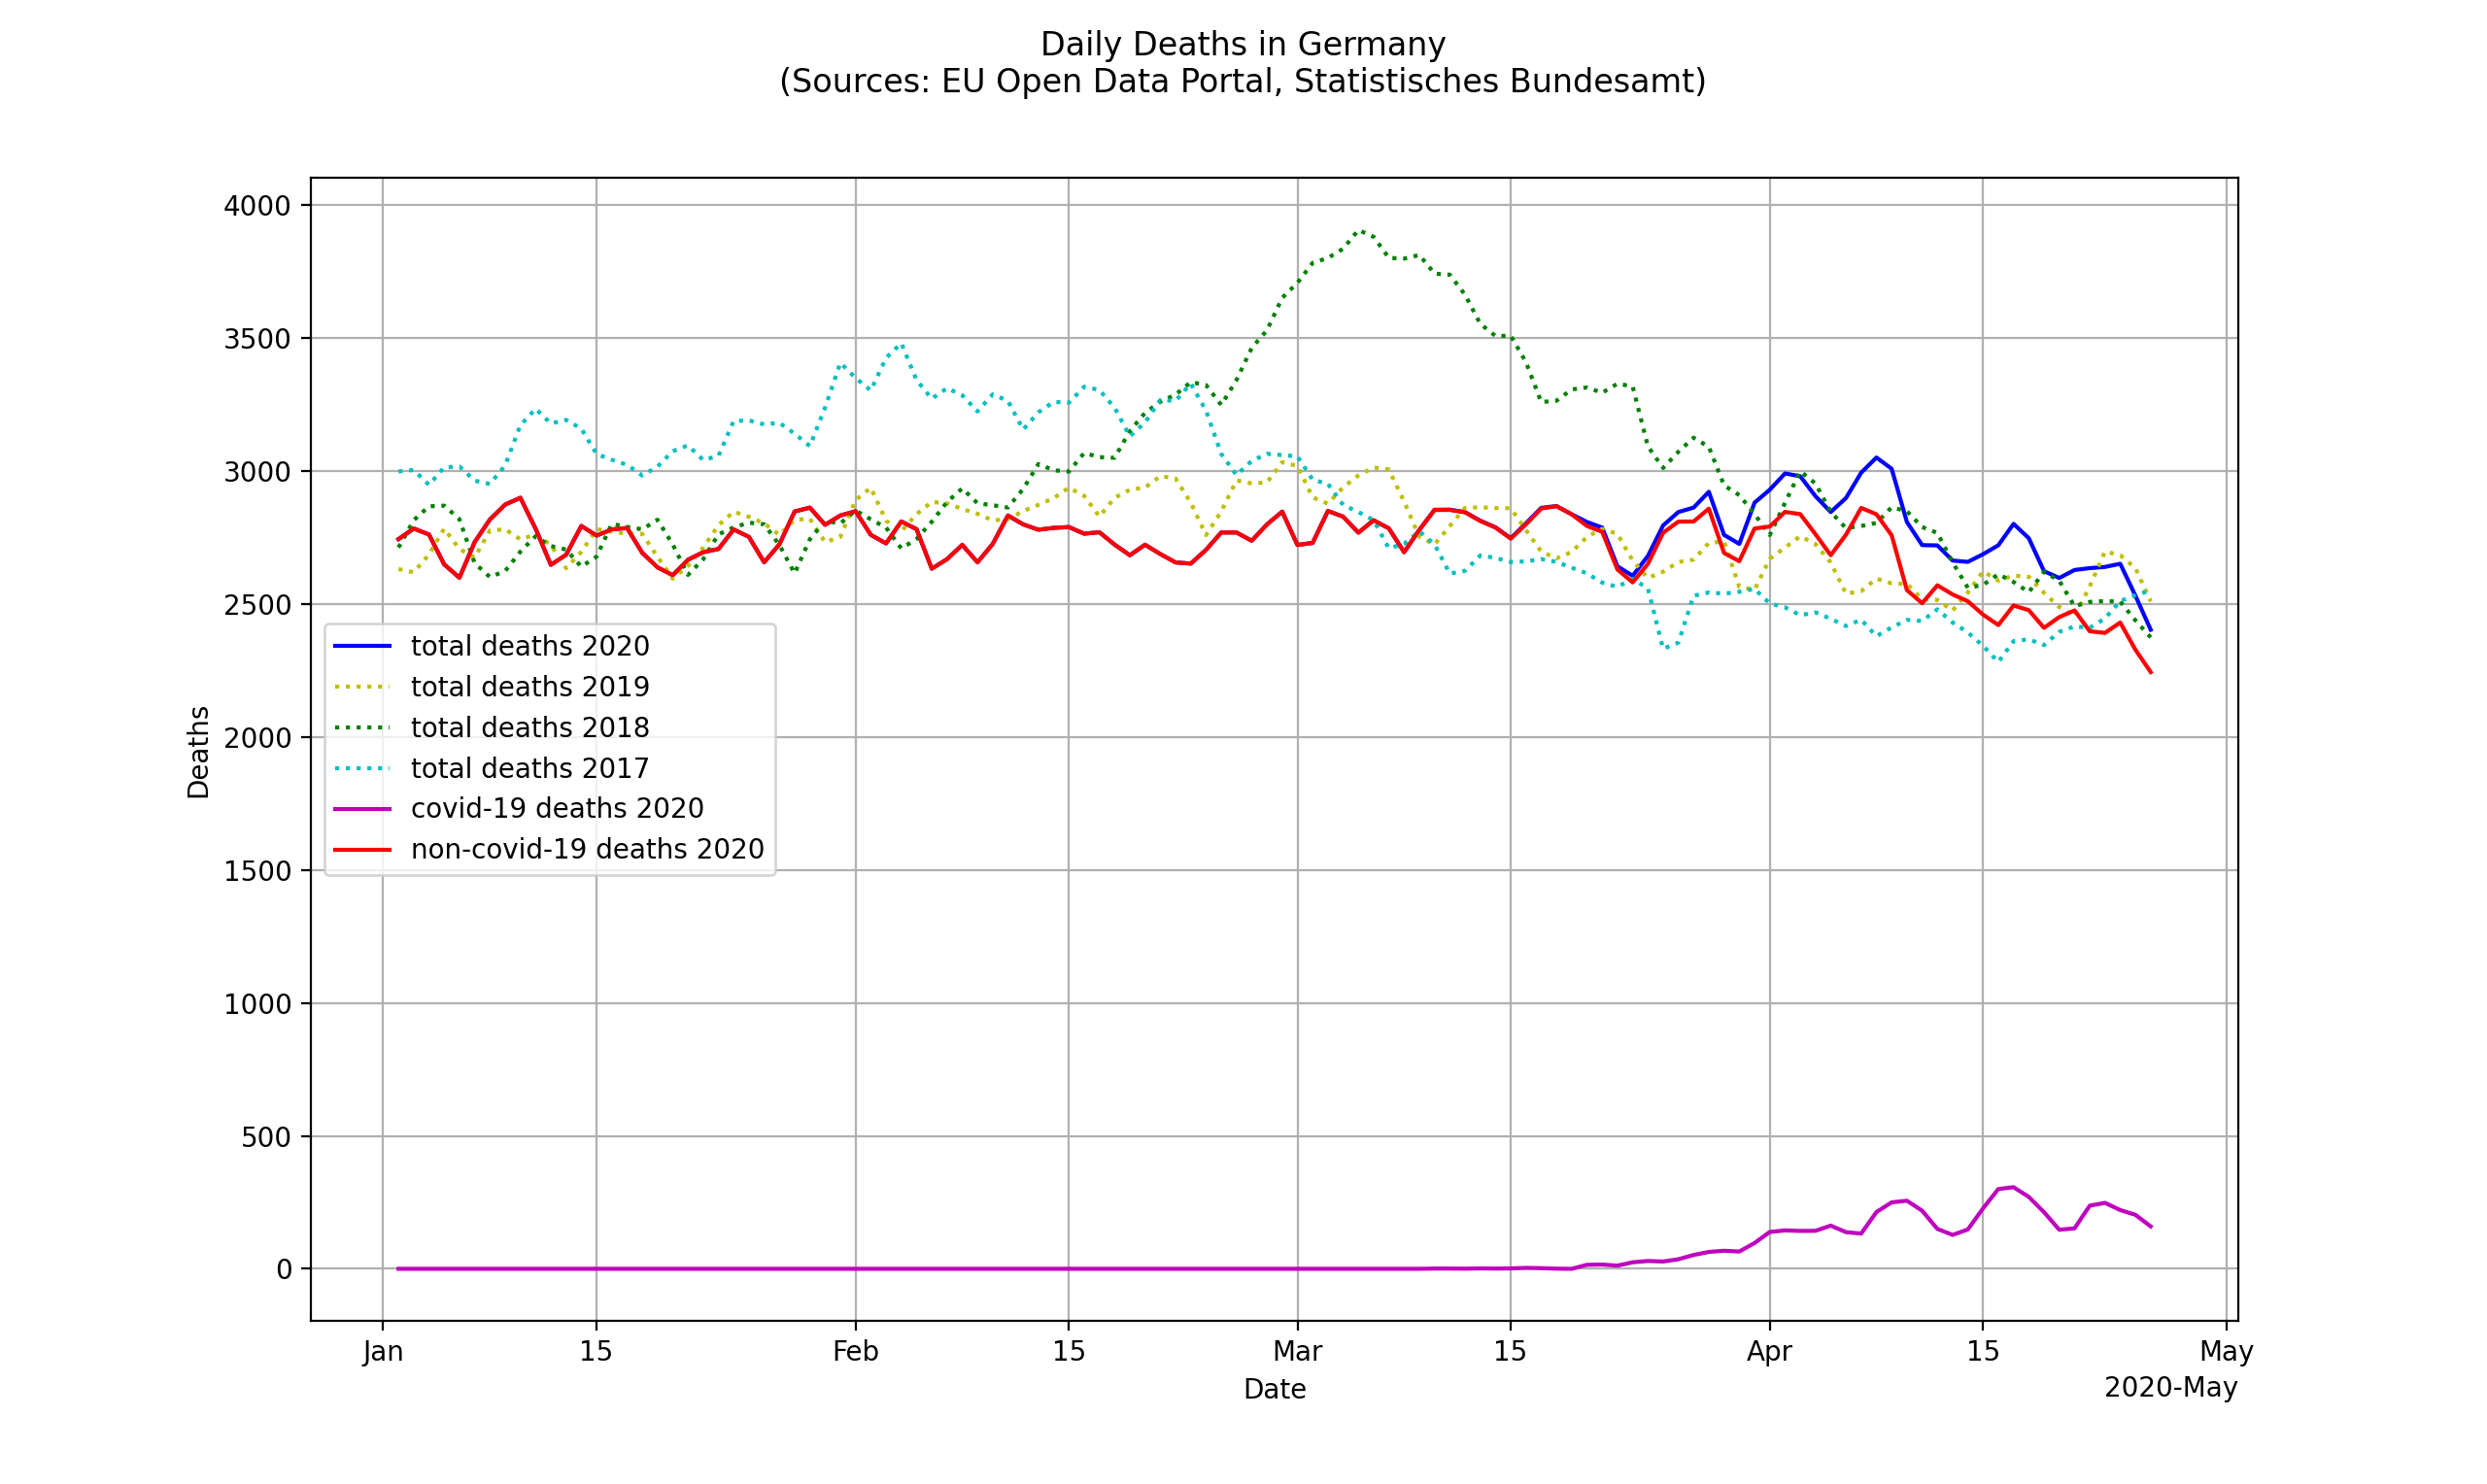 Daily Deaths in Germany
(Sources: EU Open Data Portal, Statistisches Bundesamt)
4000
3500
3000
2500
2000
1500
1000
500
0
Deaths
total deaths 2020
total deaths 2019
total deaths 2018
total deaths 2017
covid-19 deaths 2020
non-covid-19 deaths 2020
Jan 15 Feb 15 Mar 15 Apr 15 May
Date
2020-May